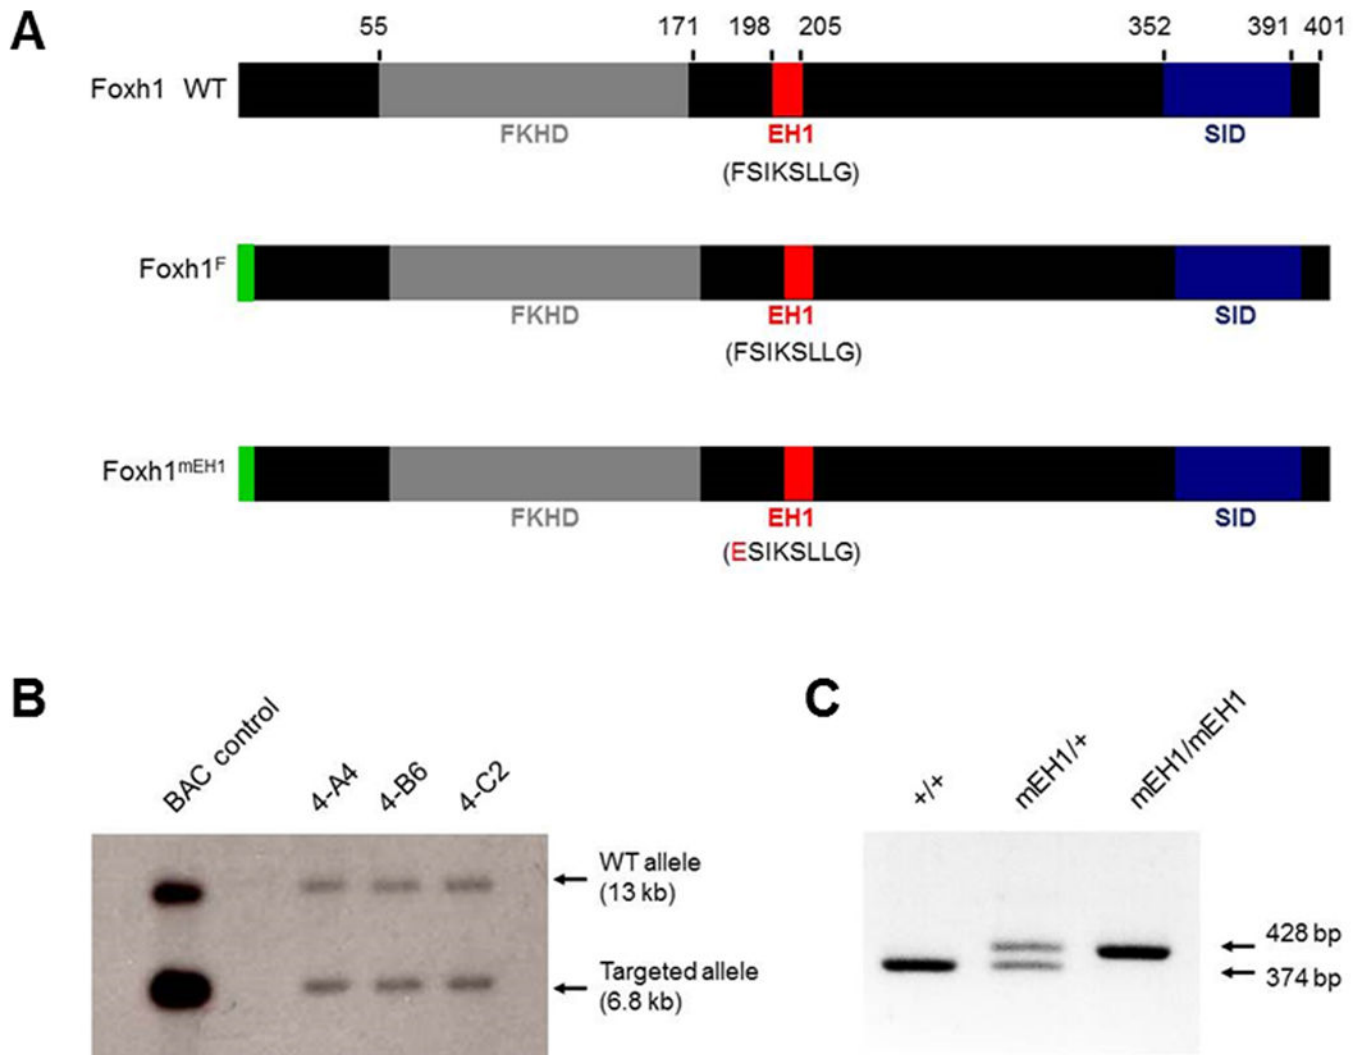 A
55 171 198 205 352 391 401
Foxh1 WT
FKHD EH1 SID
(FSIKSLLG)
Foxh1F
FKHD EH1 SID
(FSIKSLLG)
Foxh1mEH1
FKHD EH1 SID
(ESIKSLLG)
B
BAC control
4-A4
4-B6
4-C2
WT allele
(13 kb)
Targeted allele
(6.8 kb)
C
+/+
mEH1/+
mEH1/mEH1
428 bp
374 bp